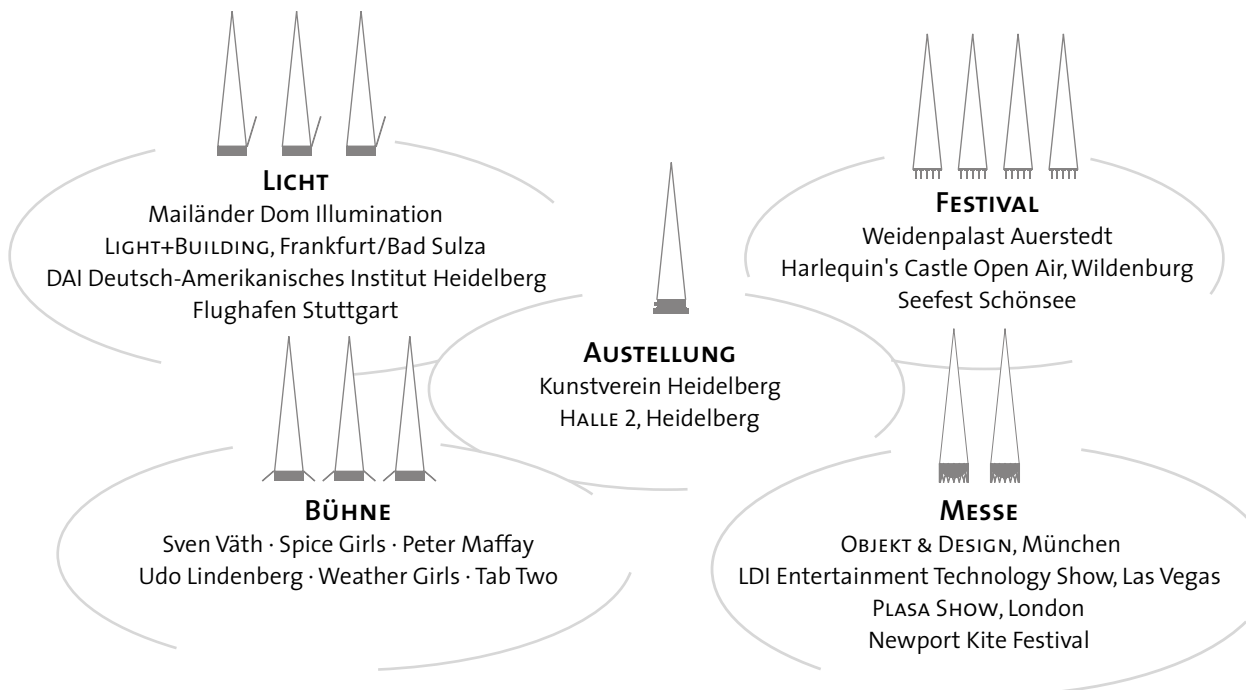 LICHT
Mailänder Dom Illumination
LIGHT+BUILDING, Frankfurt/Bad Sulza
DAI Deutsch-Amerikanisches Institut Heidelberg
Flughafen Stuttgart
FESTIVAL
Weidenpalast Auerstedt
Harlequin's Castle Open Air, Wildenburg
Seefest Schönsee
AUSTELLUNG
Kunstverein Heidelberg
HALLE 2, Heidelberg
BÜHNE
Sven Väth · Spice Girls · Peter Maffay
Udo Lindenberg · Weather Girls · Tab Two
MESSE
OBJEKT & DESIGN, München
LDI Entertainment Technology Show, Las Vegas
PLASA SHOW, London
Newport Kite Festival